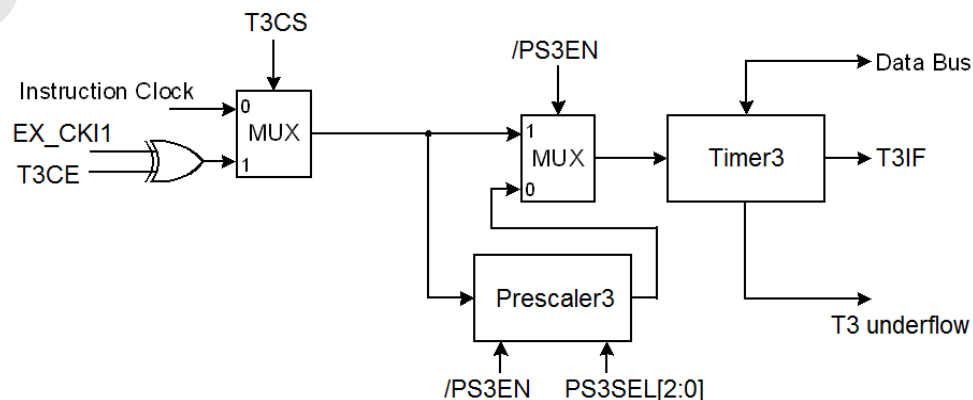 T3CS
/PS3EN
Instruction Clock
0
EX_CKI1
MUX
T3CE
1
1
MUX
0
Timer3
Data Bus
T3IF
Prescaler3
T3 underflow
/PS3EN
PS3SEL[2:0]